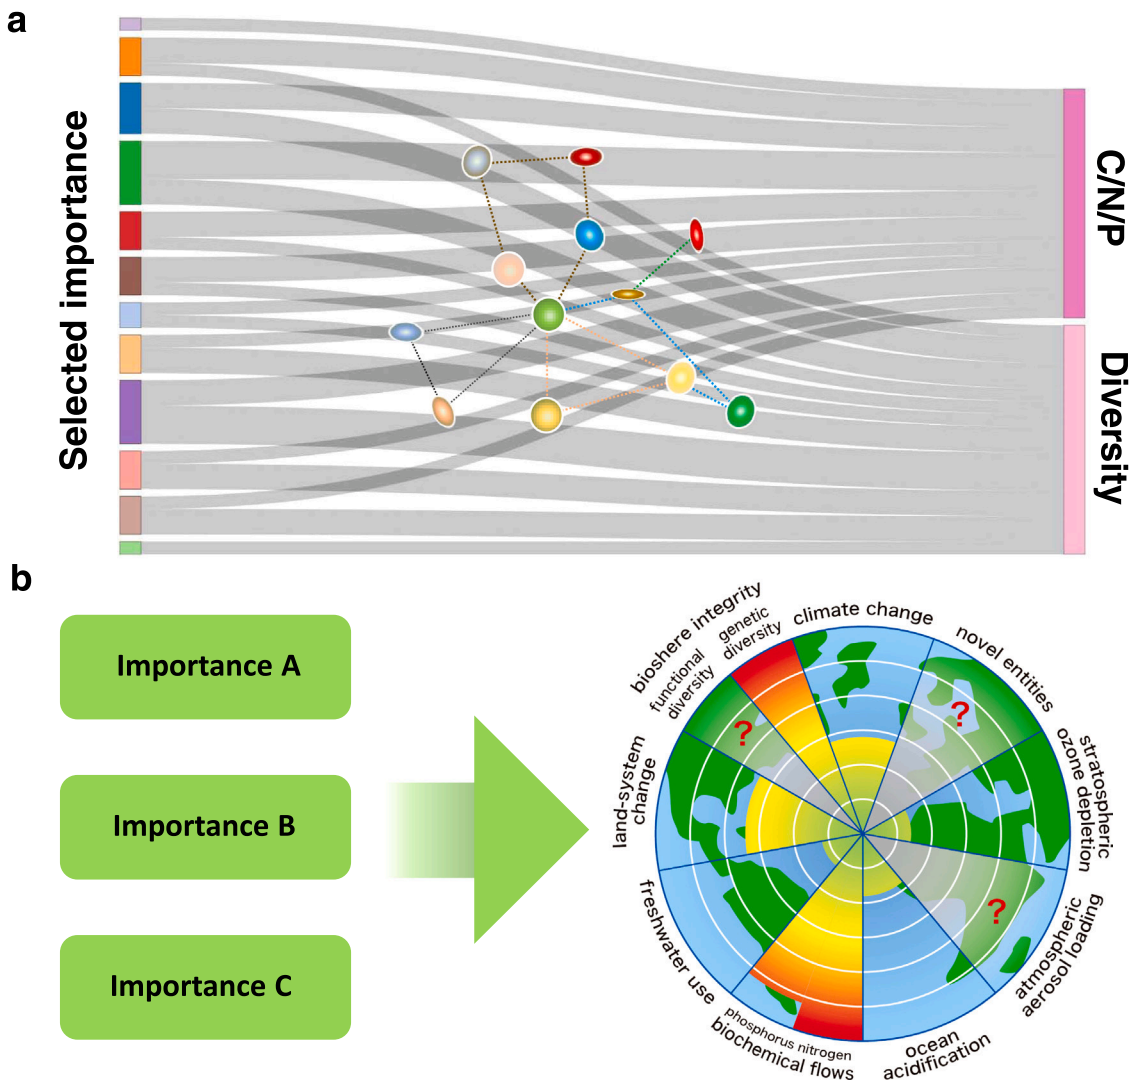 a
Selected importance
C/N/P
Diversity
b
Importance A
Importance B
Importance C
bioshere integrity
functional
diversity
genetic
diversity
climate change
novel entities
stratospheric
ozone depletion
atmospheric
aerosol loading
ocean
acidification
phosphorus nitrogen
biochemical flows
freshwater use
land-system
change
?
?
?